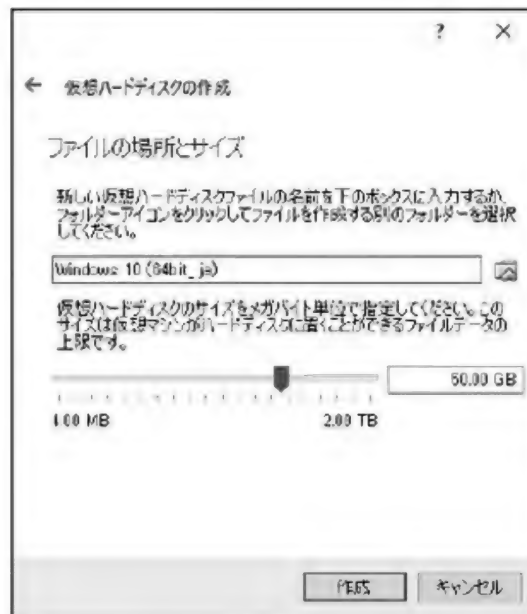 ? ×
← 仮想ハードディスクの作成
ファイルの場所とサイズ
新しい仮想ハードディスクファイルの名前を下のボックスに入力するか、
フォルダーアイコンをクリックしてファイルを作成する別のフォルダーを選択
してください。
Windows 10 (64bit_ja)
仮想ハードディスクのサイズをメガバイト単位で指定してください。この
サイズは仮想マシンがハードディスクに置くことができるファイルデータの
上限です。
50.00 GB
4.00 MB 2.00 TB
作成 キャンセル